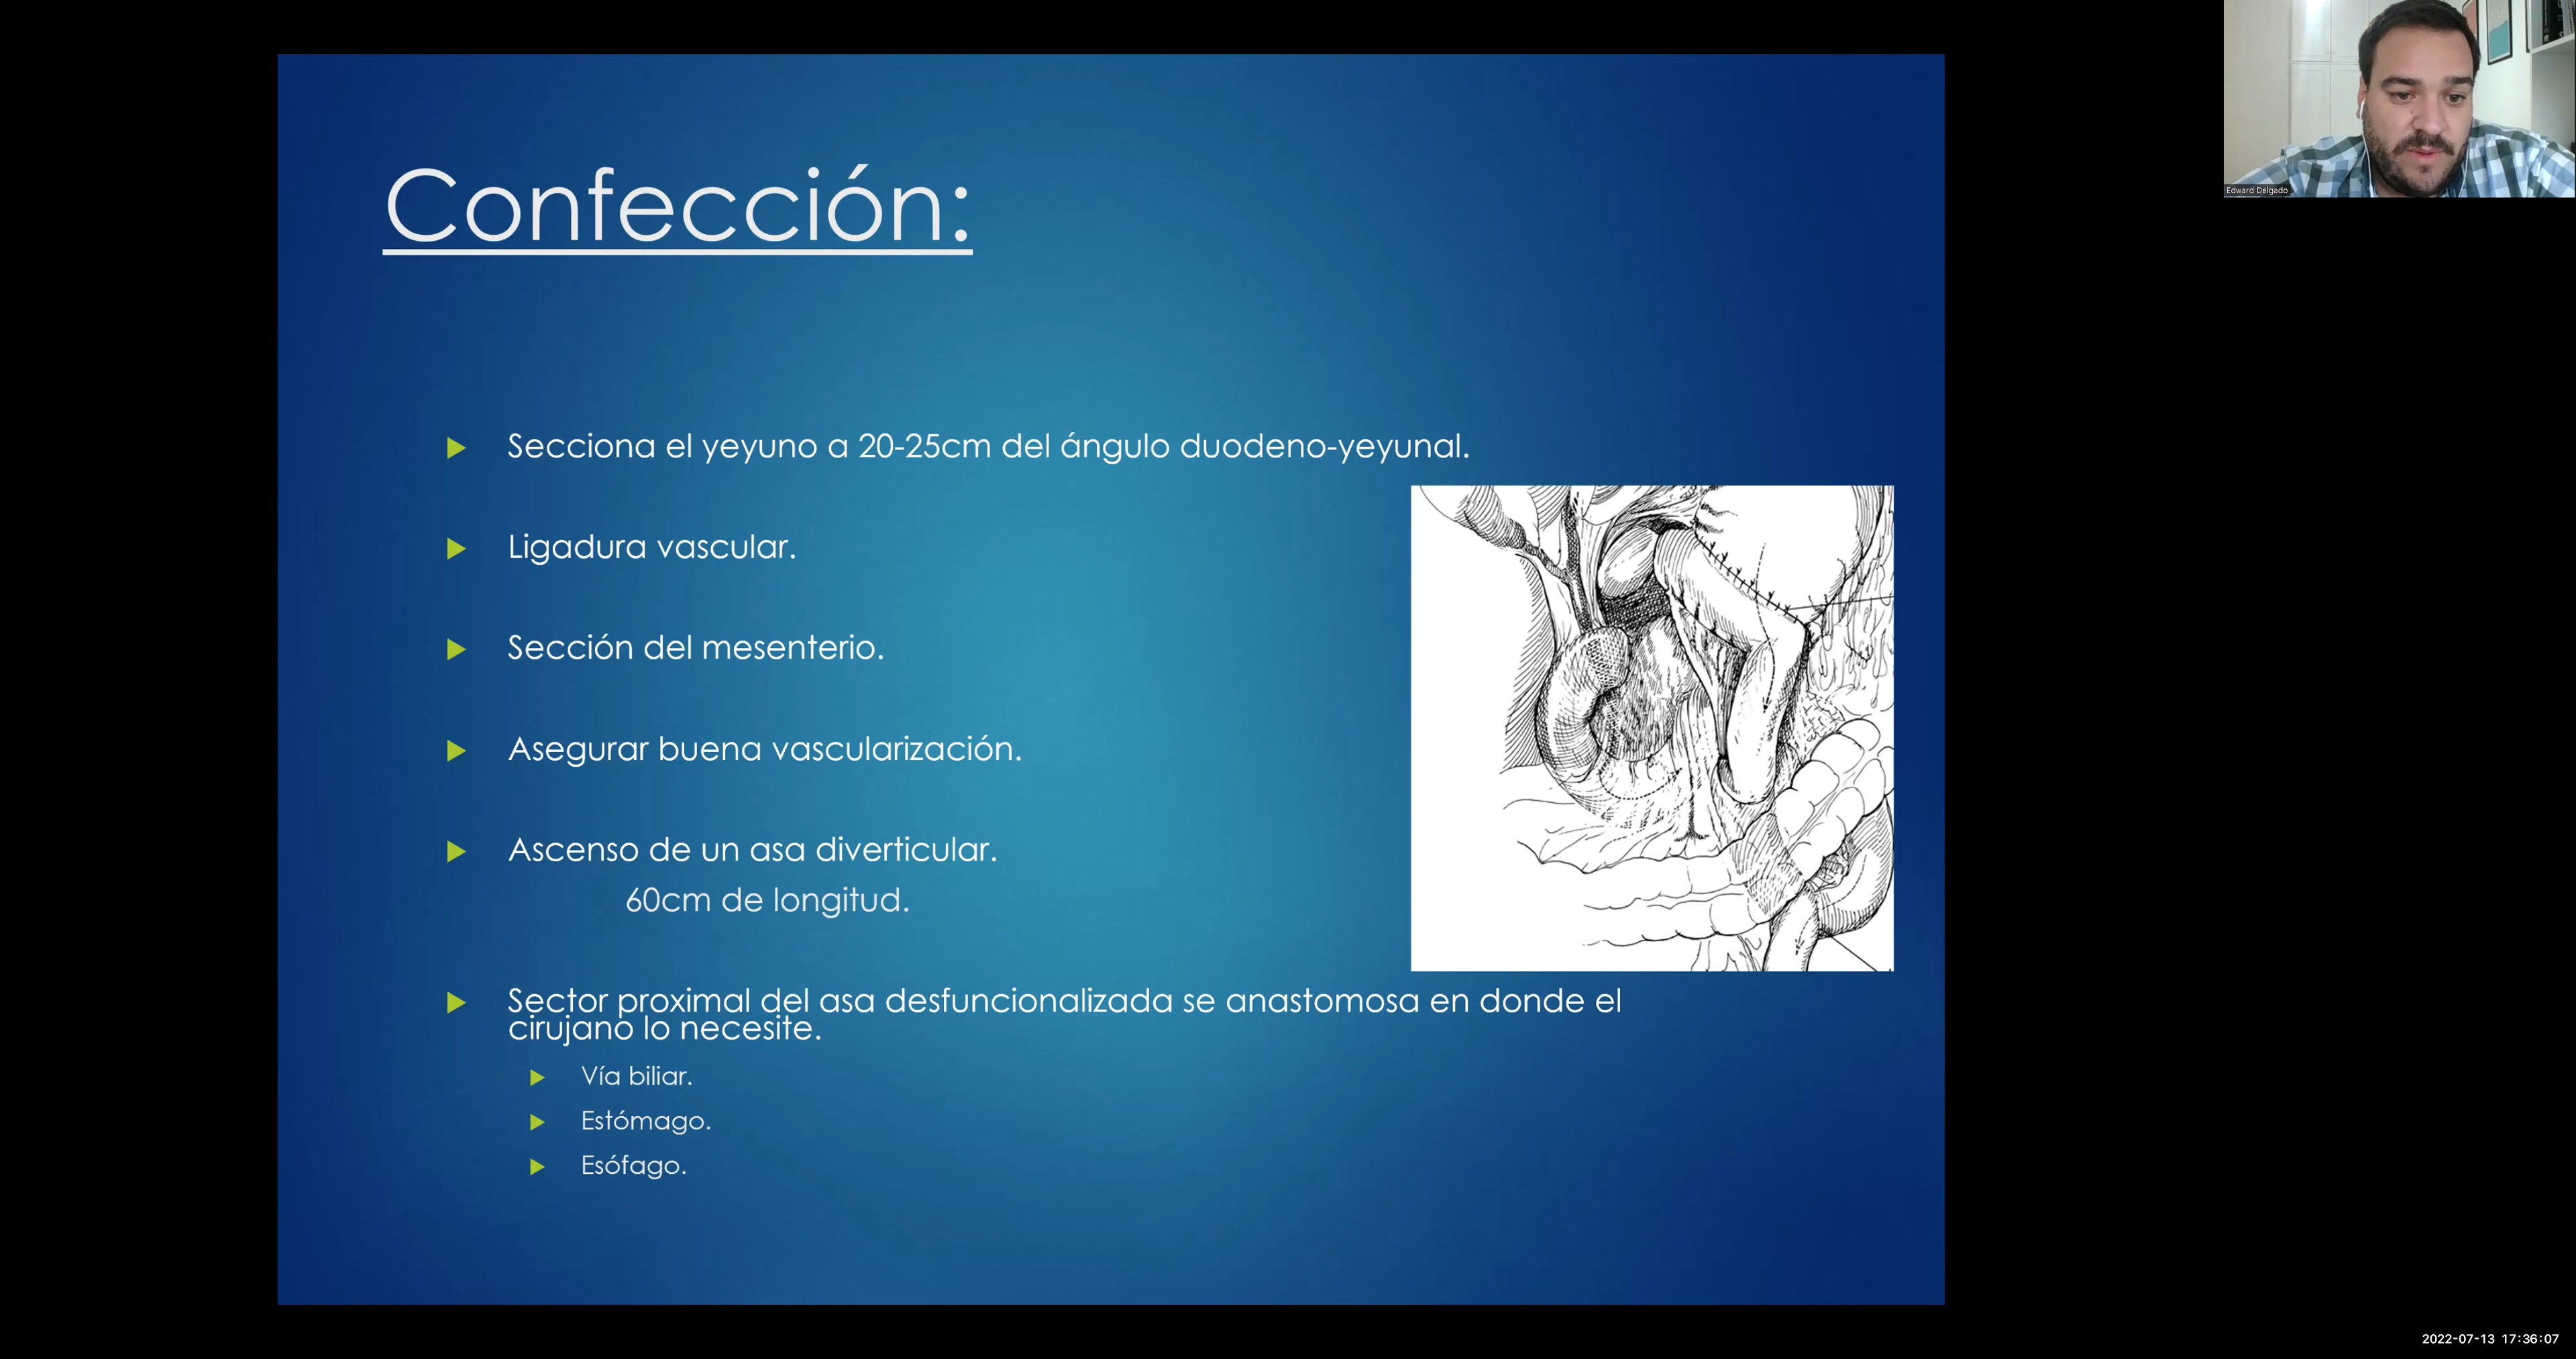 Confección:
Secciona el yeyuno a 20-25cm del ángulo duodeno-yeyunal.
Ligadura vascular.
Sección del mesenterio.
Asegurar buena vascularización.
Ascenso de un asa diverticular.
60cm de longitud.
Sector proximal del asa desfuncionalizada se anastomosa en donde el
cirujano lo necesite.
Vía biliar.
Estómago.
Esófago.
Edward Delgado
2022-07-13 17:36:07